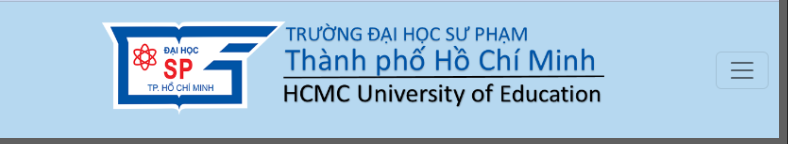 ĐẠI HỌC
SP
TP. HỒ CHÍ MINH
TRƯỜNG ĐẠI HỌC SƯ PHẠM
Thành phố Hồ Chí Minh
HCMC University of Education